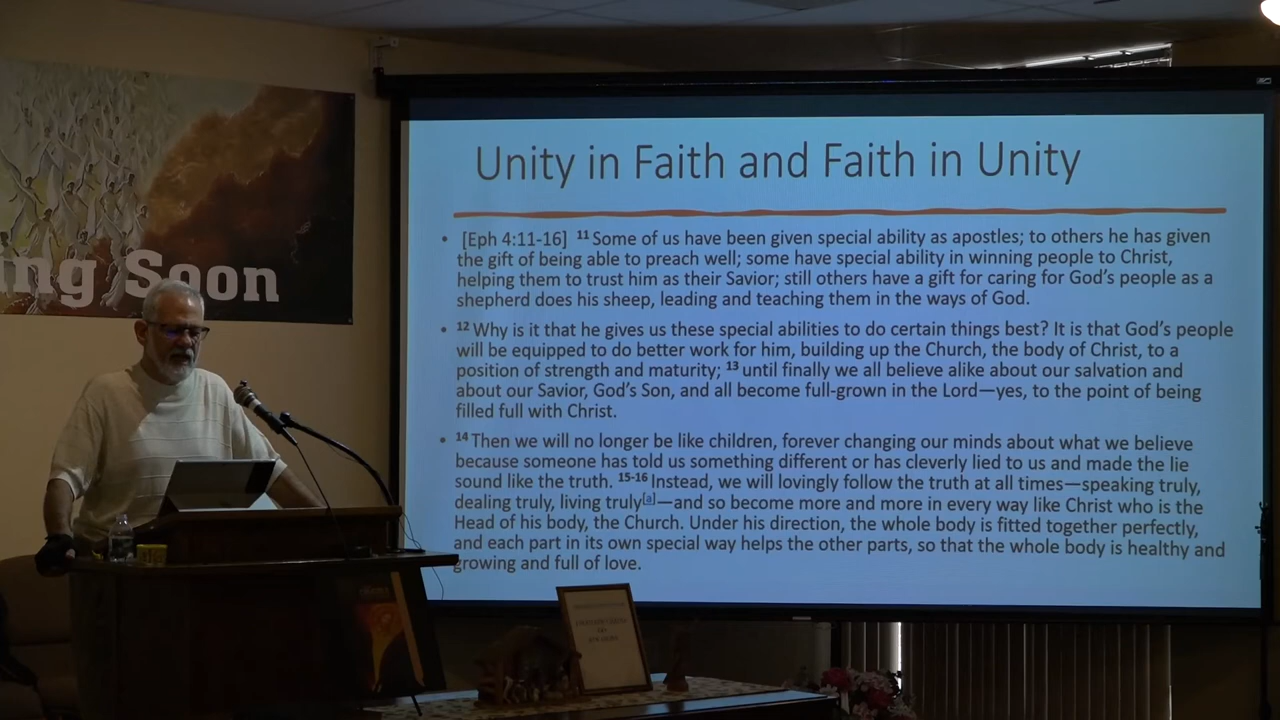 ng Soon
Unity in Faith and Faith in Unity
• [Eph 4:11-16] 11 Some of us have been given special ability as apostles; to others he has given
the gift of being able to preach well; some have special ability in winning people to Christ,
helping them to trust him as their Savior; still others have a gift for caring for God's people as a
shepherd does his sheep, leading and teaching them in the ways of God.
• 12 Why is it that he gives us these special abilities to do certain things best? It is that God's people
will be equipped to do better work for him, building up the Church, the body of Christ, to a
position of strength and maturity; 13 until finally we all believe alike about our salvation and
about our Savior, God's Son, and all become full-grown in the Lord—yes, to the point of being
filled full with Christ.
• 14 Then we will no longer be like children, forever changing our minds about what we believe
because someone has told us something different or has cleverly lied to us and made the lie
sound like the truth. 15-16 Instead, we will lovingly follow the truth at all times—speaking truly,
dealing truly, living truly[a]—and so become more and more in every way like Christ who is the
Head of his body, the Church. Under his direction, the whole body is fitted together perfectly,
and each part in its own special way helps the other parts, so that the whole body is healthy and
growing and full of love.